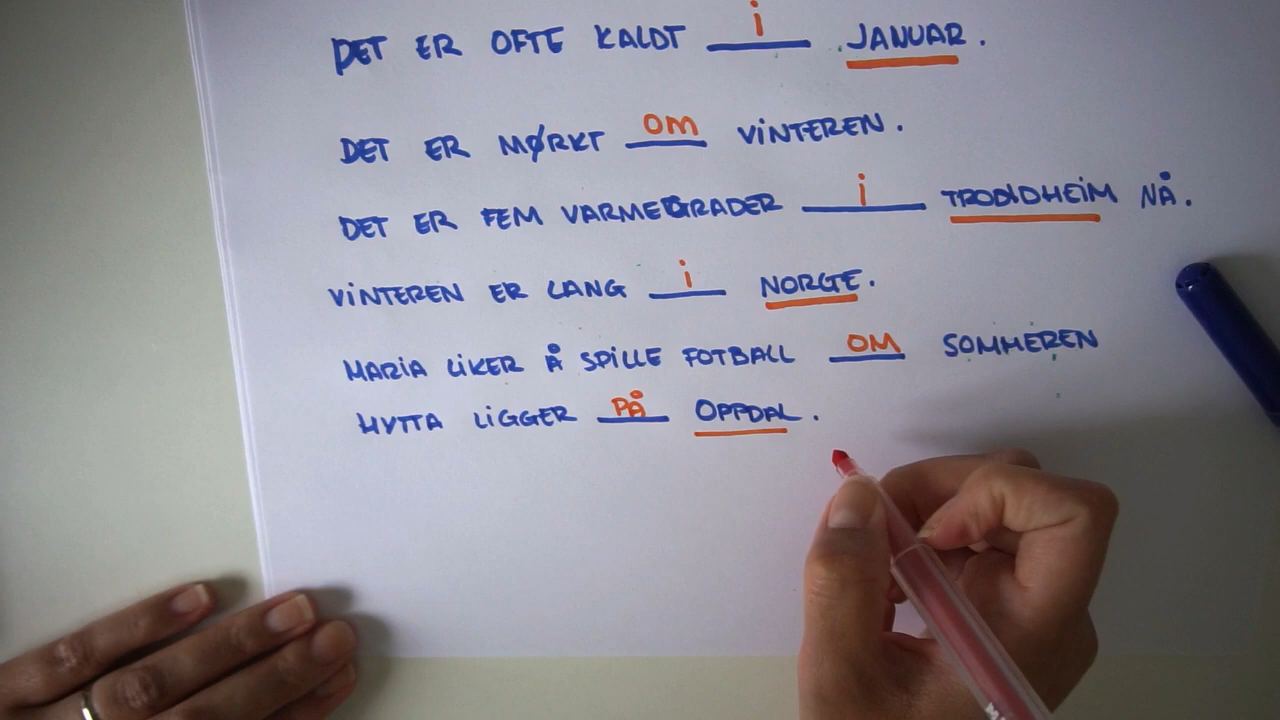 DET ER OFTE KALDT i JANUAR.
DET ER MØRKT OM VINTEREN.
DET ER FEM VARMEGRADER i TRODIDHEIM NÅ.
VINTEREN ER LANG i NORGE.
MARIA LIKER Å SPILLE FOTBALL OM SOMMEREN
HYTTA LIGGER PÅ OPPDAL.